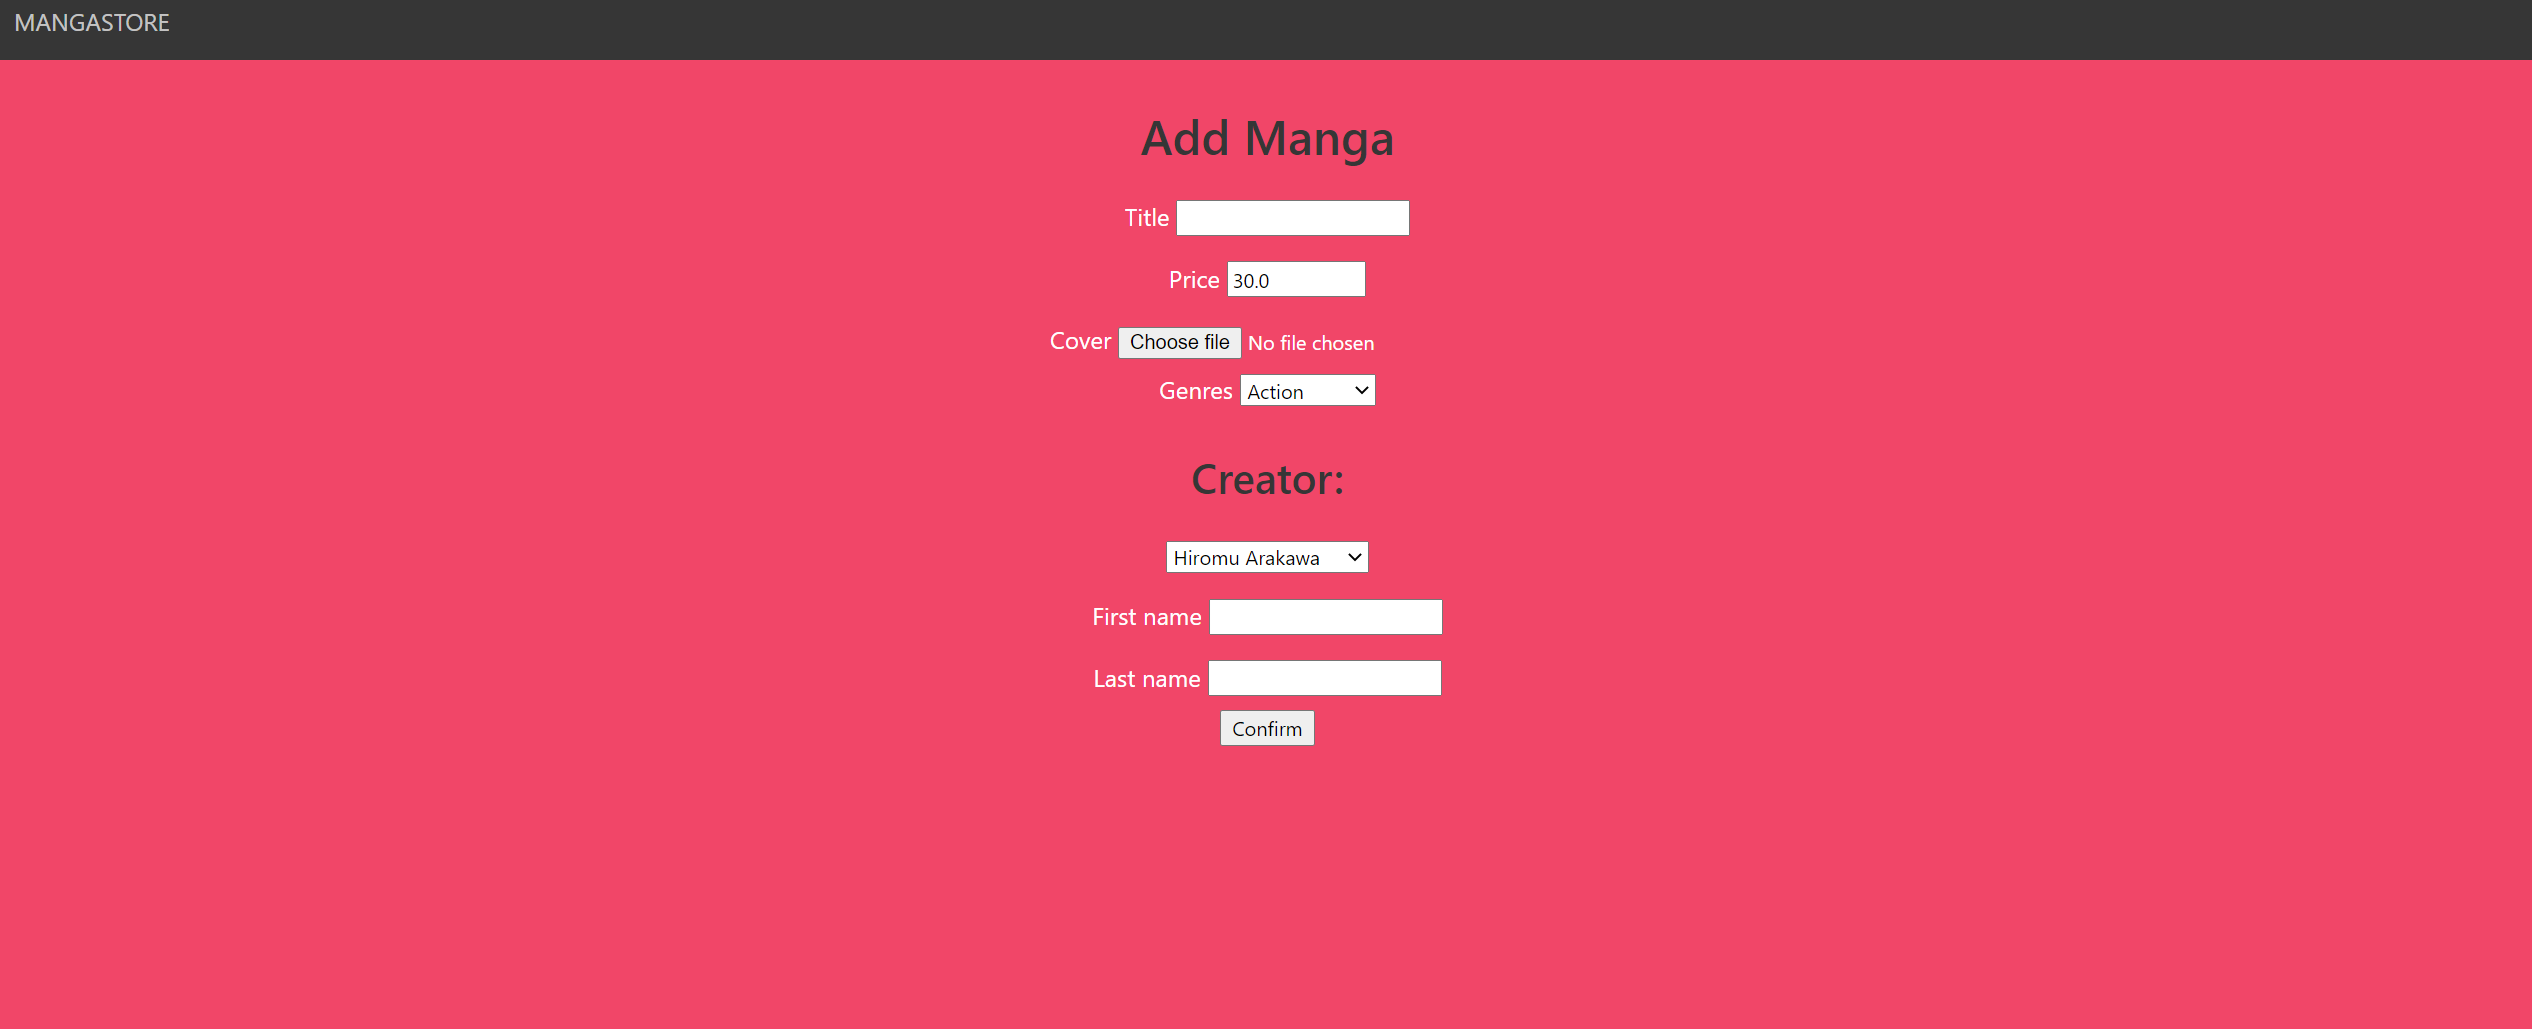 MANGASTORE
Add Manga
Title
Price 30.0
Cover Choose file No file chosen
Genres Action
Creator:
Hiromu Arakawa
First name
Last name
Confirm